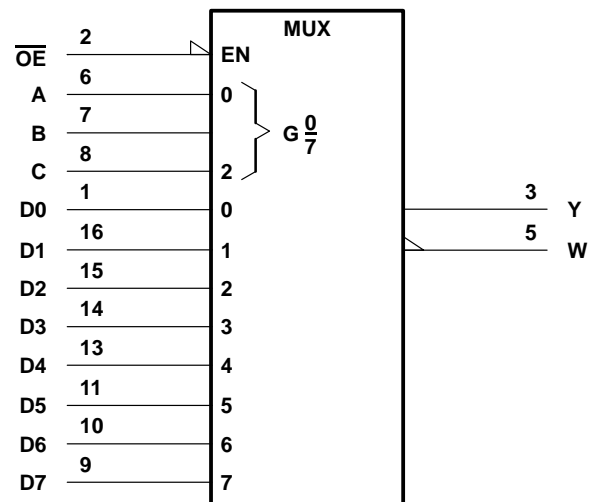 MUX
O̅E̅ 2 EN
A 6 0
B 7 G 0/7
C 8 2
D0 1 0 3 Y
D1 16 1 5 W
D2 15 2
D3 14 3
D4 13 4
D5 11 5
D6 10 6
D7 9 7